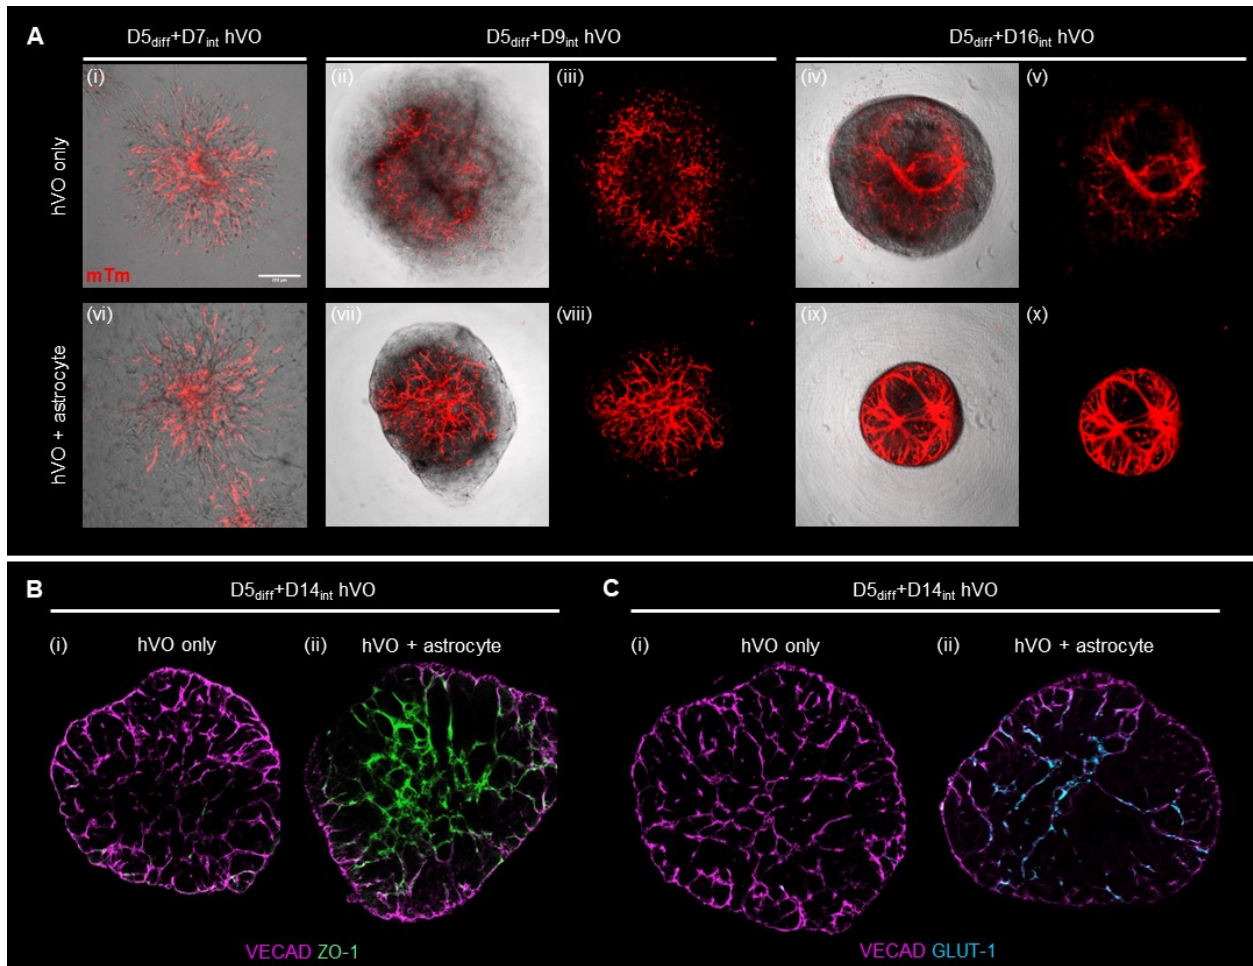 A
D5diff+D7int hVO
D5diff+D9int hVO
D5diff+D16int hVO
hVO only
(i)
(ii)
(iii)
(iv)
(v)
mTm
hVO + astrocyte
(vi)
(vii)
(viii)
(ix)
(x)
B
D5diff+D14int hVO
C
D5diff+D14int hVO
(i)
hVO only
(ii)
hVO + astrocyte
(i)
hVO only
(ii)
hVO + astrocyte
VECAD ZO-1
VECAD GLUT-1